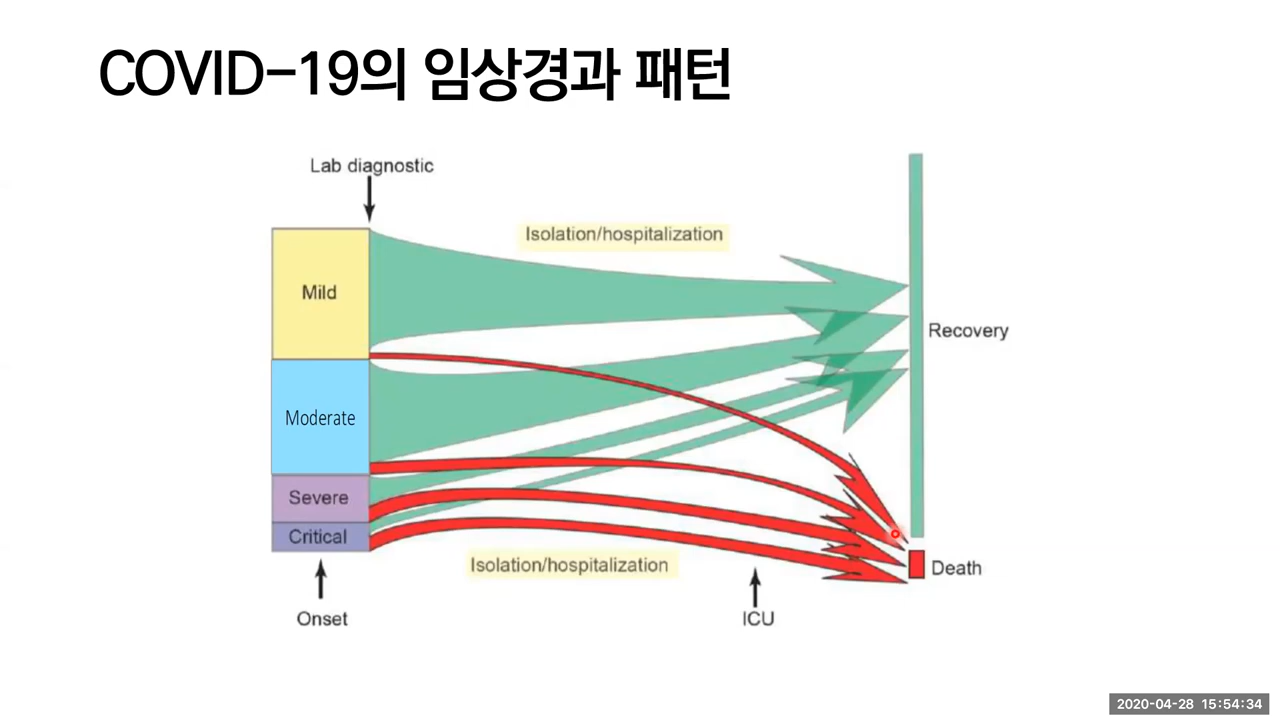 COVID-19의 임상경과 패턴
Lab diagnostic
Isolation/hospitalization
Mild
Recovery
Moderate
Severe
Critical
Isolation/hospitalization
Death
Onset
ICU
2020-04-28 15:54:34